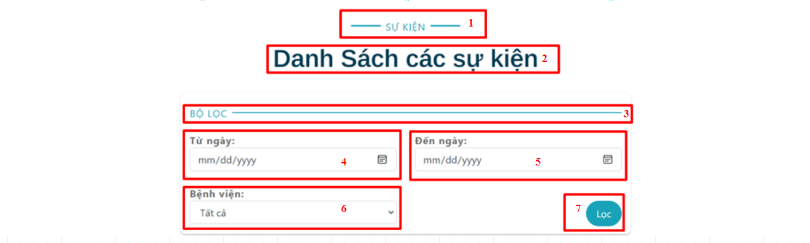 SỰ KIỆN 1
Danh Sách các sự kiện 2
BỘ LỌC 3
Từ ngày: Đến ngày:
mm/dd/yyyy 4 mm/dd/yyyy 5
Bệnh viện:
Tất cả 6 7 Lọc